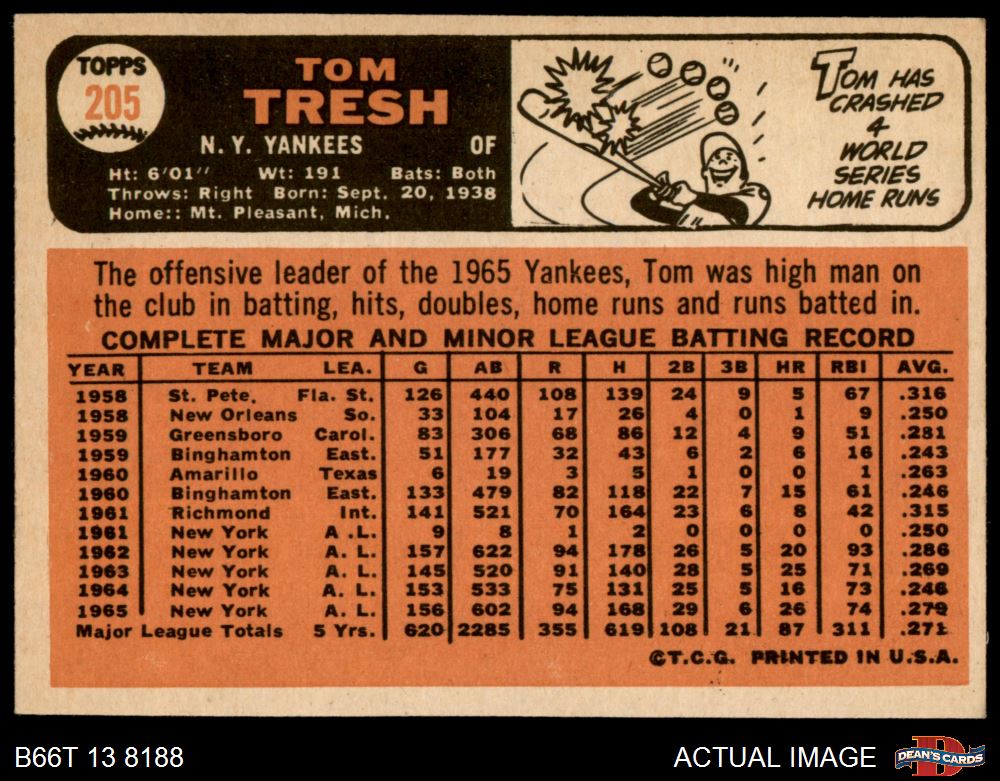 TOPPS
205
TOM
TRESH
N. Y. YANKEES OF
Ht: 6'01" Wt: 191 Bats: Both
Throws: Right Born: Sept. 20, 1938
Home:: Mt. Pleasant, Mich.
TOM HAS
CRASHED
4
WORLD
SERIES
HOME RUNS
The offensive leader of the 1965 Yankees, Tom was high man on
the club in batting, hits, doubles, home runs and runs batted in.
COMPLETE MAJOR AND MINOR LEAGUE BATTING RECORD
YEAR TEAM LEA. G AB R H 2B 3B HR RBI AVG.
1958 St. Pete. Fla. St. 126 440 108 139 24 9 5 67 .316
1958 New Orleans So. 33 104 17 26 4 0 1 9 .250
1959 Greensboro Carol. 83 306 68 86 12 4 9 51 .281
1959 Binghamton East. 51 177 32 43 6 2 6 16 .243
1960 Amarillo Texas 6 19 3 5 1 0 0 1 .263
1960 Binghamton East. 133 479 82 118 22 7 15 61 .246
1961 Richmond Int. 141 521 70 164 23 6 8 42 .315
1961 New York A .L. 9 8 1 2 0 0 0 0 .250
1962 New York A. L. 157 622 94 178 26 5 20 93 .286
1963 New York A. L. 145 520 91 140 28 5 25 71 .269
1964 New York A. L. 153 533 75 131 25 5 16 73 .246
1965 New York A. L. 156 602 94 168 29 6 26 74 .279
Major League Totals 5 Yrs. 620 2285 355 619 108 21 87 311 .271
©T.C.G. PRINTED IN U.S.A.
B66T 13 8188 ACTUAL IMAGE
D
DEAN'S CARDS